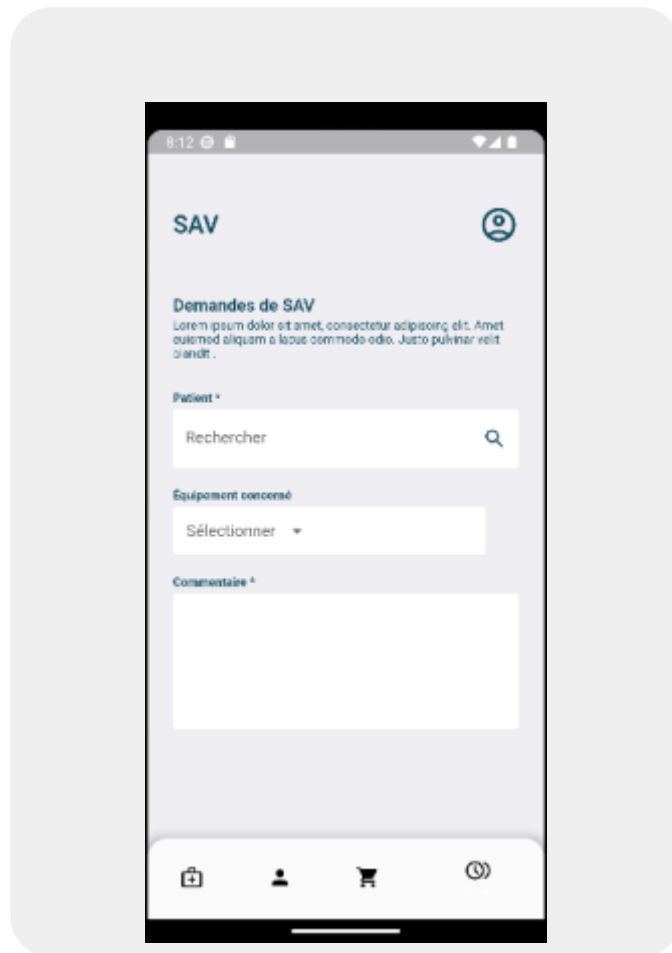 8:12
SAV
Demandes de SAV
Lorem ipsum dolor sit amet, consectetur adipiscing elit. Amet
euismod aliquam a lacus commodo odio. Justo pulvinar velit
blandit .
Patient *
Rechercher
Équipement concerné
Sélectionner
Commentaire *